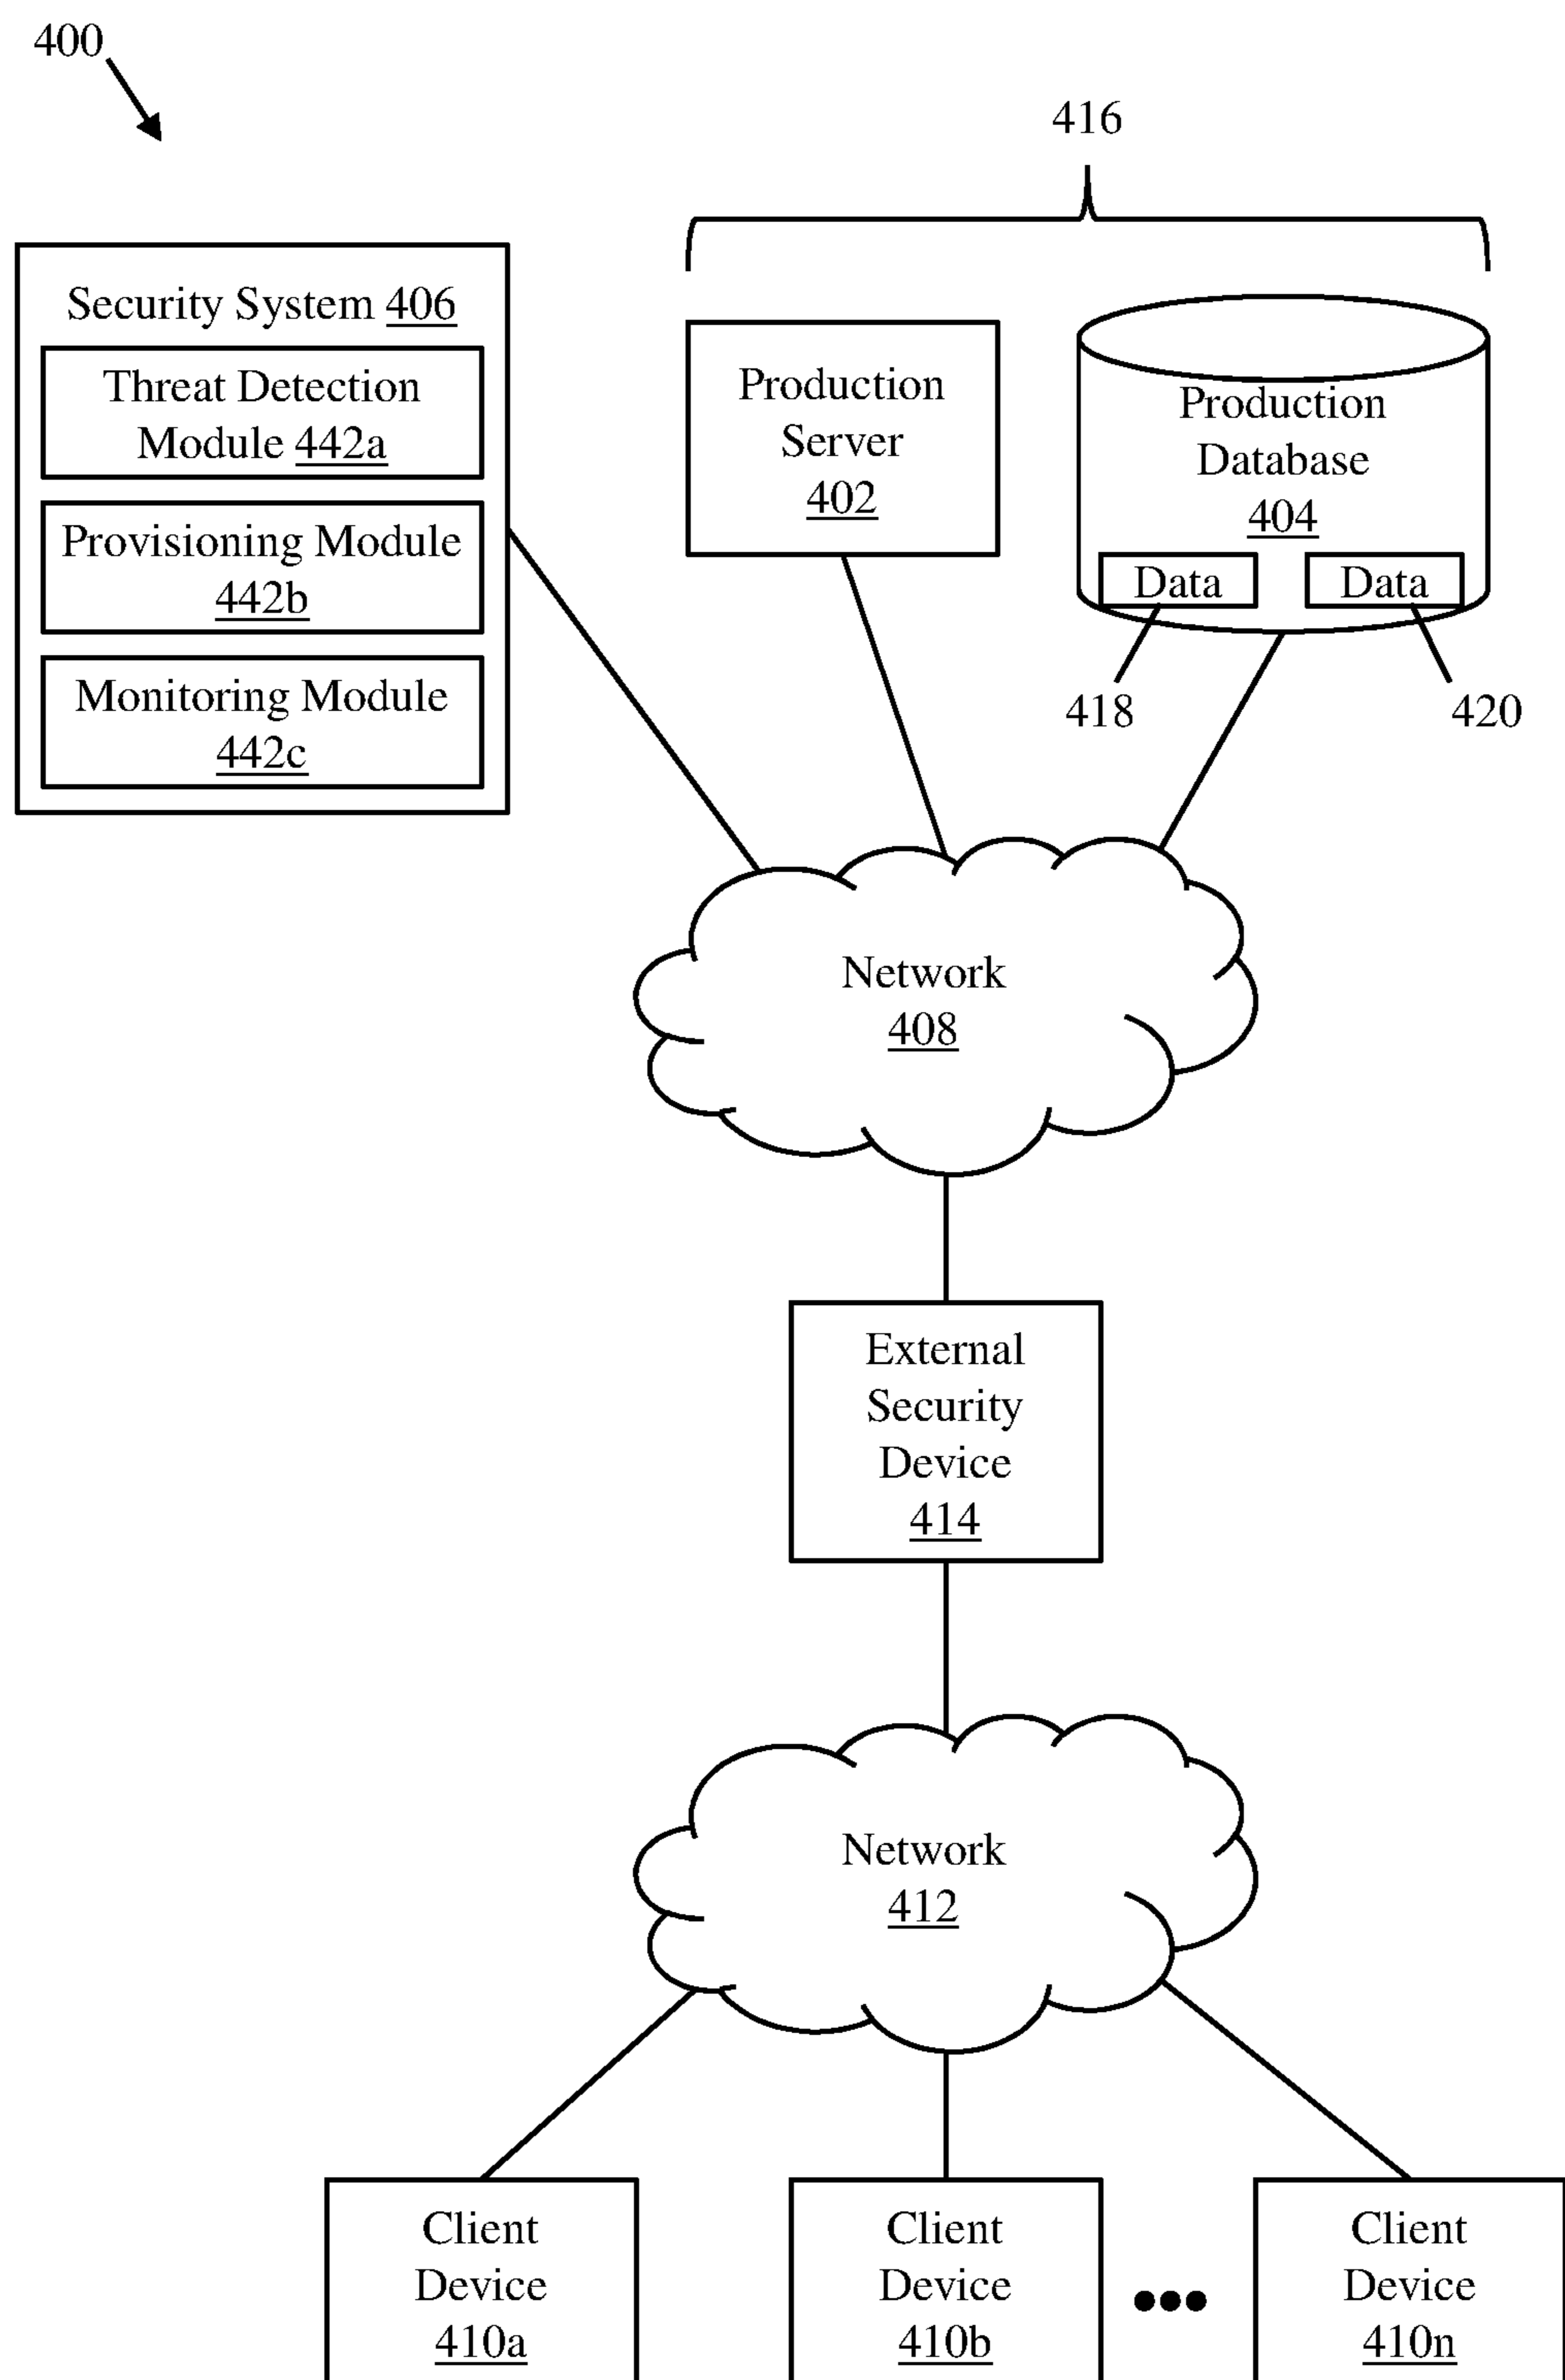 400
416
Security System 406
Threat Detection
Module 442a
Provisioning Module
442b
Monitoring Module
442c
Production
Server
402
Production
Database
404
Data
Data
418
420
Network
408
External
Security
Device
414
Network
412
Client
Device
410a
Client
Device
410b
Client
Device
410n